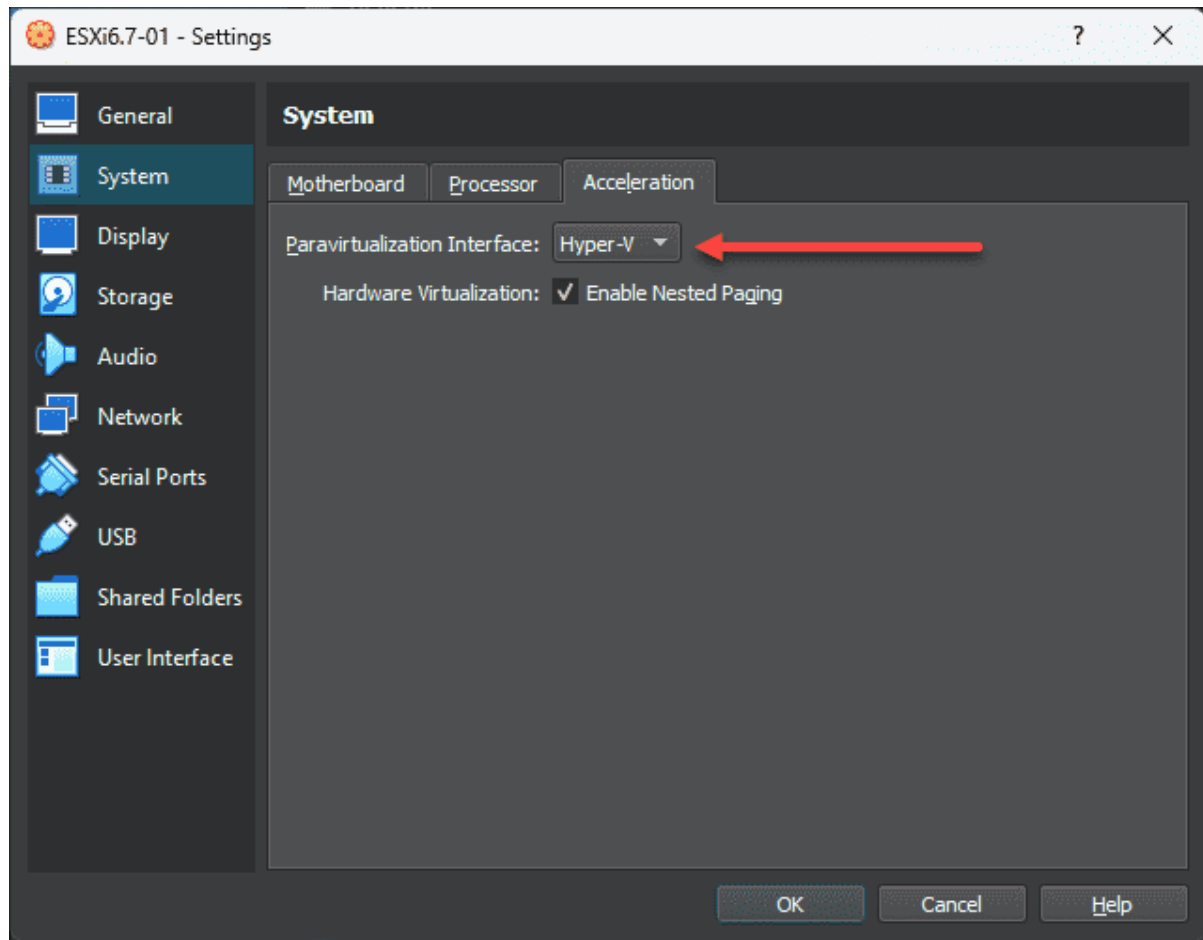 ESXi6.7-01 - Settings
?
General
System
Display
Storage
Audio
Network
Serial Ports
USB
Shared Folders
User Interface
System
Motherboard
Processor
Acceleration
Paravirtualization Interface: Hyper-V
Hardware Virtualization: Enable Nested Paging
OK
Cancel
Help